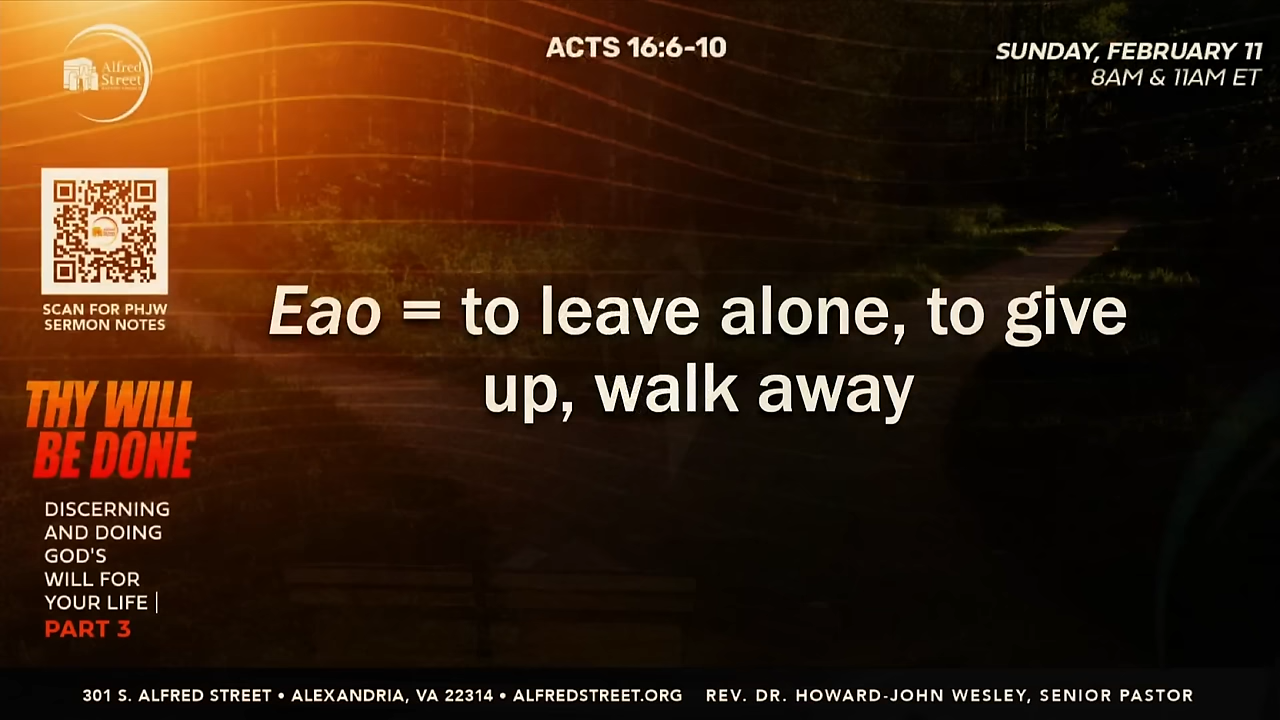 Alfred
Street
ACTS 16:6-10
SUNDAY, FEBRUARY 11
8AM & 11AM ET
SCAN FOR PHJW
SERMON NOTES
Eao = to leave alone, to give
up, walk away
THY WILL
BE DONE
DISCERNING
AND DOING
GOD'S
WILL FOR
YOUR LIFE |
PART 3
301 S. ALFRED STREET • ALEXANDRIA, VA 22314 • ALFREDSTREET.ORG REV. DR. HOWARD-JOHN WESLEY, SENIOR PASTOR